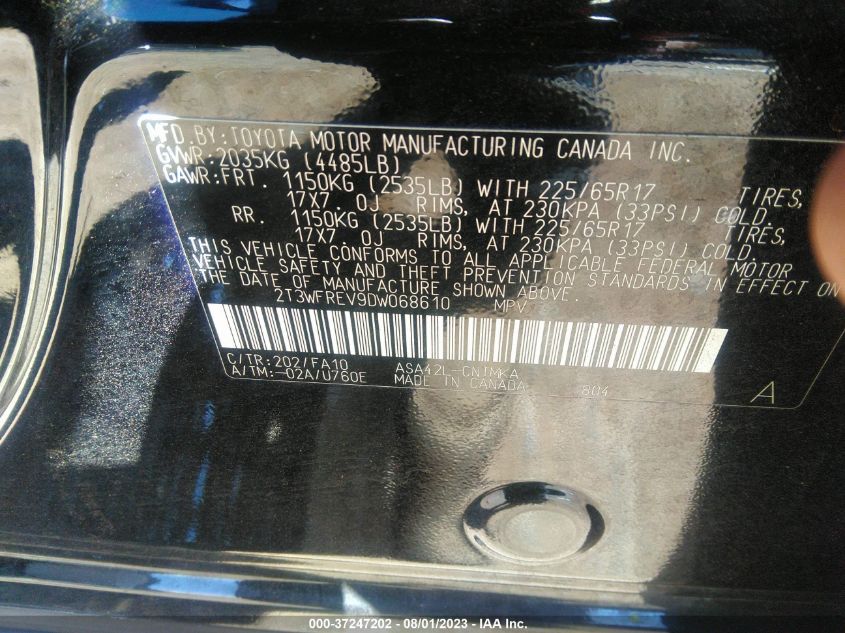 MFD.BY:TOYOTA MOTOR MANUFACTURING CANADA INC.
GVWR:2035KG (4485LB)
GAWR:FRT. 1150KG (2535LB) WITH 225/65R17 TIRES,
17X7.0J RIMS, AT 230KPA (33PSI) COLD.
RR. 1150KG (2535LB) WITH 225/65R17 TIRES,
17X7.0J RIMS, AT 230KPA (33PSI) COLD.
THIS VEHICLE CONFORMS TO ALL APPLICABLE FEDERAL MOTOR
VEHICLE SAFETY AND THEFT PREVENTION STANDARDS IN EFFECT ON
THE DATE OF MANUFACTURE SHOWN ABOVE.
2T3WFREV9DW068610 MPV
C/TR:202/FA10 ASA42L-CNTMKA
A/TM:-02A/U760E MADE IN CANADA 804 A
000-37247202 - 08/01/2023 - IAA Inc.